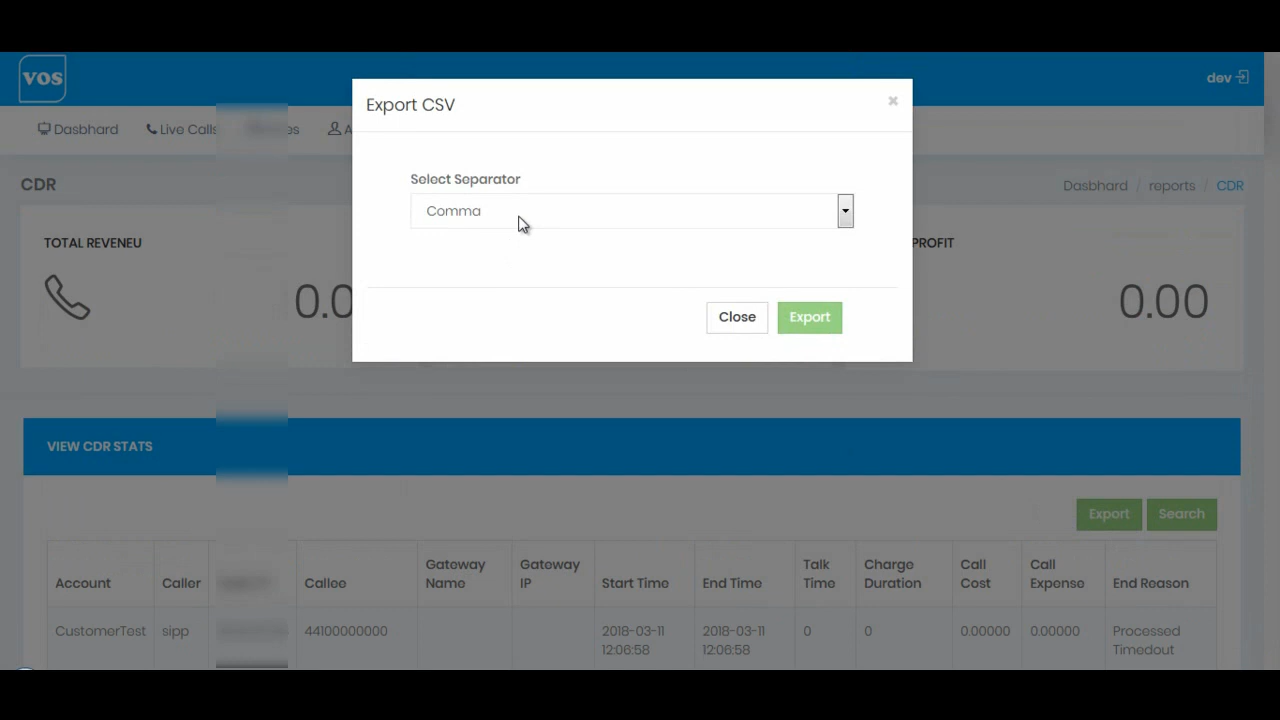 vos
dev
Export CSV
×
Dasbhard
Live Calls
CDR
Dasbhard / reports / CDR
Select Separator
Comma
TOTAL REVENEU
PROFIT
0.0
0.00
Close
Export
VIEW CDR STATS
Export
Search
Account
Caller
Callee
Gateway
Name
Gateway
IP
Start Time
End Time
Talk
Time
Charge
Duration
Call
Cost
Call
Expense
End Reason
CustomerTest
sipp
44100000000
2018-03-11
12:06:58
2018-03-11
12:06:58
0
0
0.00000
0.00000
Processed
Timedout